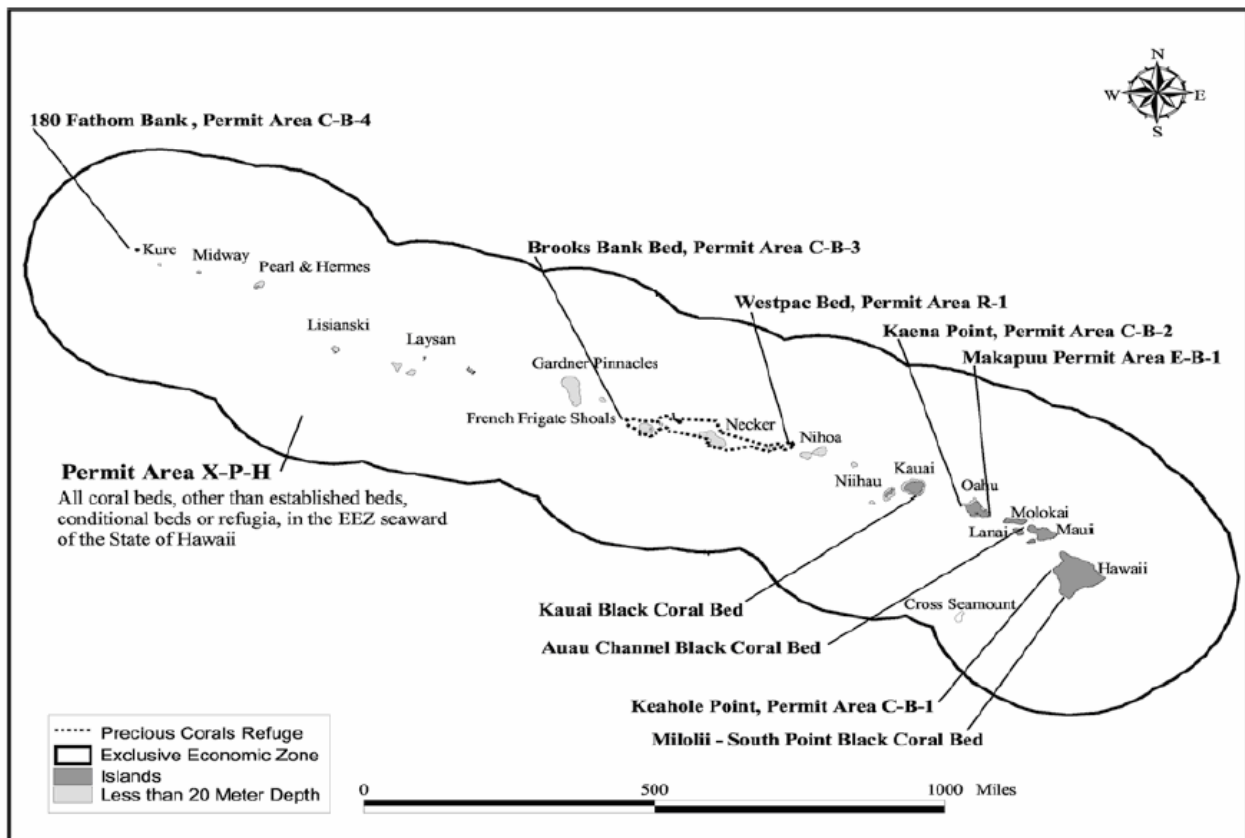 N
W E
S
180 Fathom Bank , Permit Area C-B-4
Brooks Bank Bed, Permit Area C-B-3
Westpac Bed, Permit Area R-1
Kaena Point, Permit Area C-B-2
Makapuu Permit Area E-B-1
Kure
Midway
Pearl & Hermes
Lisianski
Laysan
Gardner Pinnacles
French Frigate Shoals
Necker
Nihoa
Niihau
Kauai
Oahu
Molokai
Lanai
Maui
Hawaii
Cross Seamount
Permit Area X-P-H
All coral beds, other than established beds,
conditional beds or refugia, in the EEZ seaward
of the State of Hawaii
Kauai Black Coral Bed
Auau Channel Black Coral Bed
Keahole Point, Permit Area C-B-1
Milolii - South Point Black Coral Bed
Precious Corals Refuge
Exclusive Economic Zone
Islands
Less than 20 Meter Depth
0 500 1000 Miles